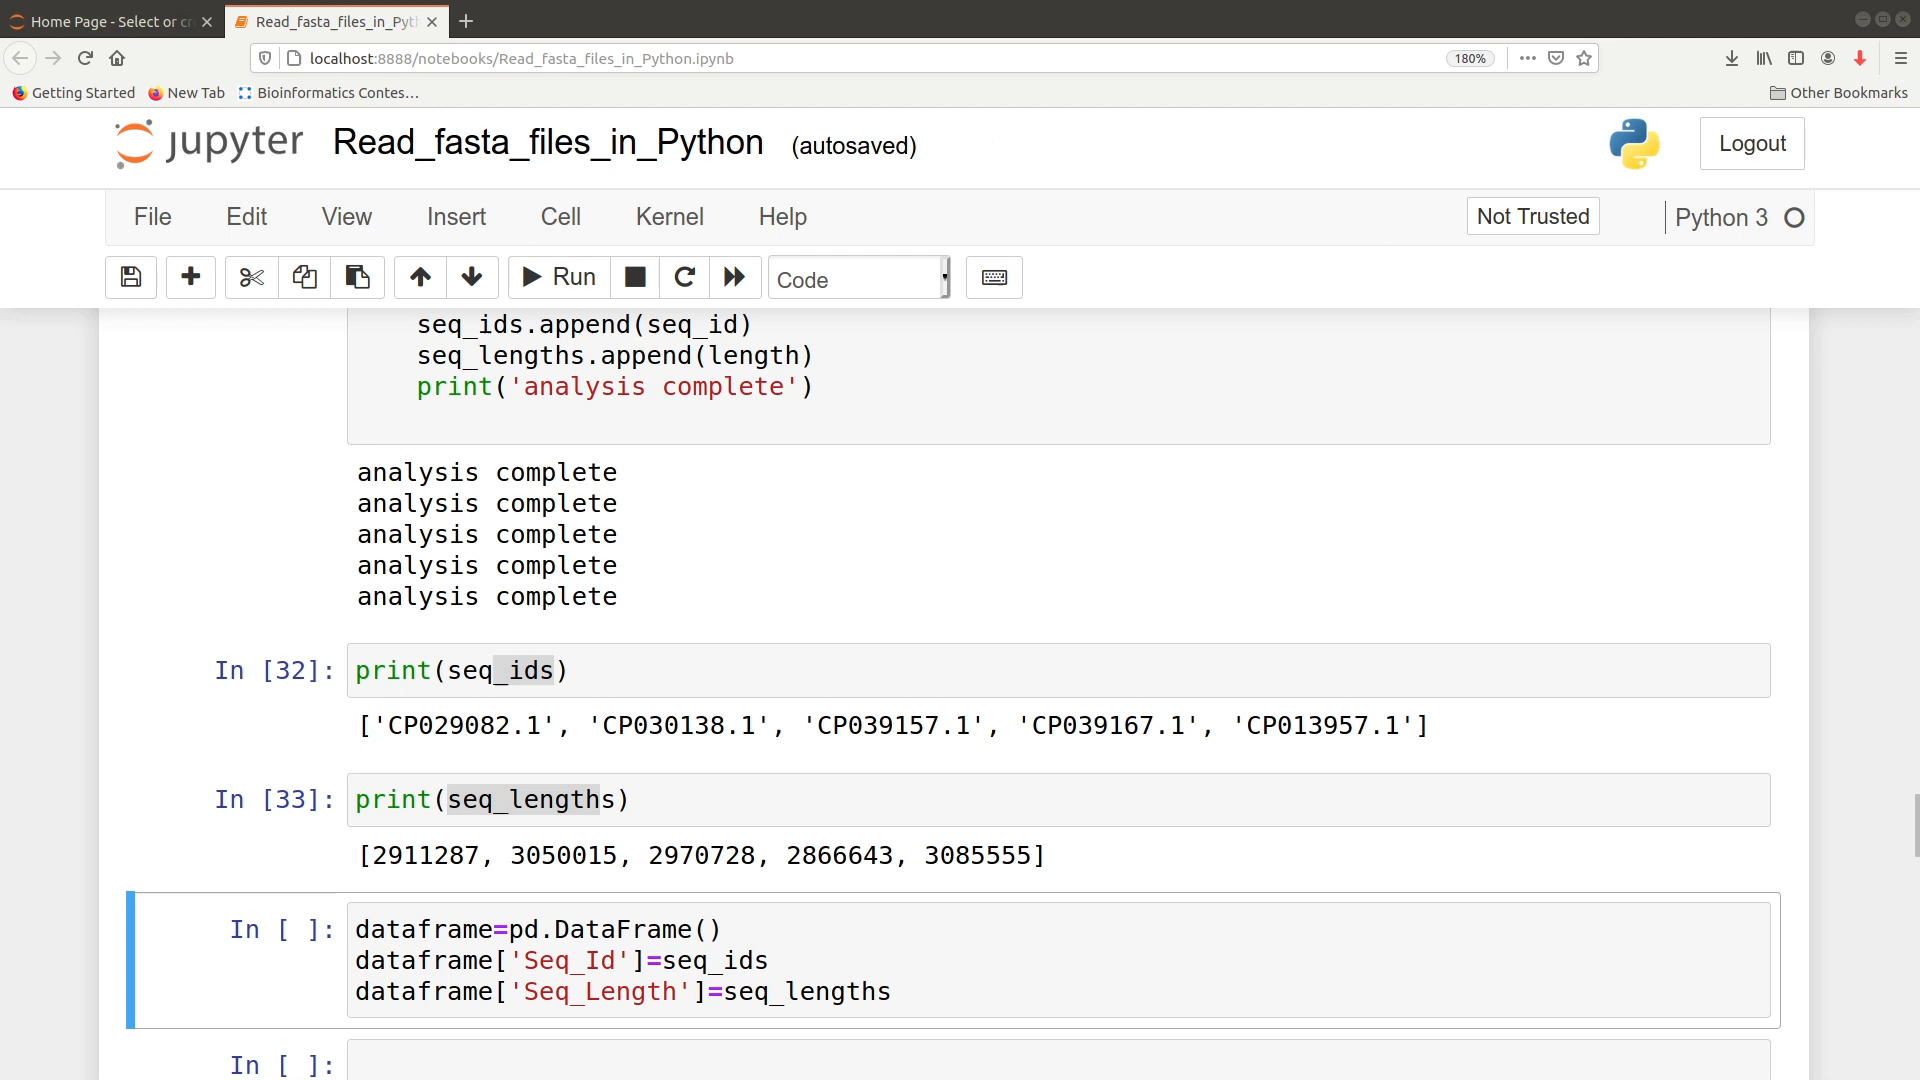 Home Page - Select or cr
Read_fasta_files_in_Pyth
localhost:8888/notebooks/Read_fasta_files_in_Python.ipynb
180%
Getting Started
New Tab
Bioinformatics Contes…
Other Bookmarks
jupyter
Read_fasta_files_in_Python
(autosaved)
Logout
File
Edit
View
Insert
Cell
Kernel
Help
Not Trusted
Python 3
Run
Code
seq_ids.append(seq_id)
seq_lengths.append(length)
print('analysis complete')
analysis complete
analysis complete
analysis complete
analysis complete
analysis complete
In [32]:
print(seq_ids)
['CP029082.1', 'CP030138.1', 'CP039157.1', 'CP039167.1', 'CP013957.1']
In [33]:
print(seq_lengths)
[2911287, 3050015, 2970728, 2866643, 3085555]
In [ ]:
dataframe=pd.DataFrame()
dataframe['Seq_Id']=seq_ids
dataframe['Seq_Length']=seq_lengths
In [ ]: